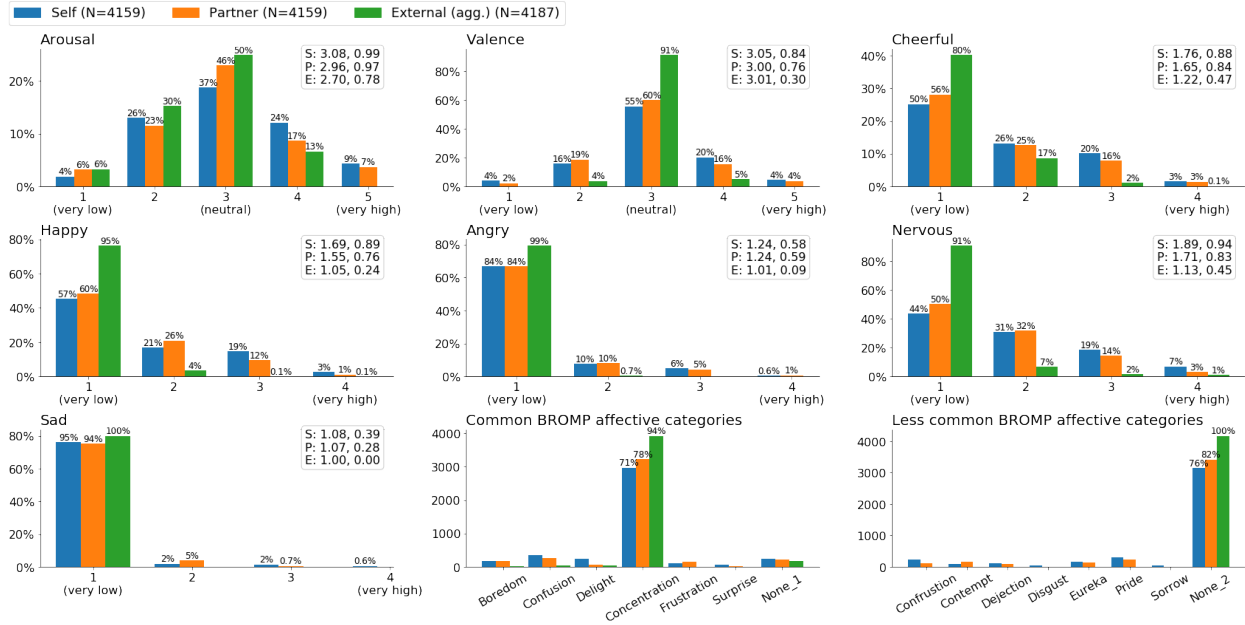 Self (N=4159) Partner (N=4159) External (agg.) (N=4187)
Arousal
S: 3.08, 0.99
P: 2.96, 0.97
E: 2.70, 0.78
20%
10%
0%
4% 6% 6% 26% 23% 30% 37% 46% 50% 24% 17% 13% 9% 7%
1 2 3 4 5
(very low) (neutral) (very high)
Valence
S: 3.05, 0.84
P: 3.00, 0.76
E: 3.01, 0.30
80%
60%
40%
20%
0%
4% 2% 16% 19% 4% 55% 60% 91% 20% 16% 5% 4% 4%
1 2 3 4 5
(very low) (neutral) (very high)
Cheerful
S: 1.76, 0.88
P: 1.65, 0.84
E: 1.22, 0.47
40%
30%
20%
10%
0%
50% 56% 80% 26% 25% 17% 20% 16% 2% 3% 3% 0.1%
1 2 3 4
(very low) (very high)
Happy
S: 1.69, 0.89
P: 1.55, 0.76
E: 1.05, 0.24
80%
60%
40%
20%
0%
57% 60% 95% 21% 26% 4% 19% 12% 0.1% 3% 1% 0.1%
1 2 3 4
(very low) (very high)
Angry
S: 1.24, 0.58
P: 1.24, 0.59
E: 1.01, 0.09
80%
60%
40%
20%
0%
84% 84% 99% 10% 10% 0.7% 6% 5% 0.6% 1%
1 2 3 4
(very low) (very high)
Nervous
S: 1.89, 0.94
P: 1.71, 0.83
E: 1.13, 0.45
80%
60%
40%
20%
0%
44% 50% 91% 31% 32% 7% 19% 14% 2% 7% 3% 1%
1 2 3 4
(very low) (very high)
Sad
S: 1.08, 0.39
P: 1.07, 0.28
E: 1.00, 0.00
80%
60%
40%
20%
0%
95% 94% 100% 2% 5% 2% 0.7% 0.6%
1 2 3 4
(very low) (very high)
Common BROMP affective categories
4000
3000
2000
1000
0
71% 78% 94%
Boredom Confusion Delight Concentration Frustration Surprise None_1
Less common BROMP affective categories
4000
3000
2000
1000
0
76% 82% 100%
Confrustion Contempt Dejection Disgust Eureka Pride Sorrow None_2